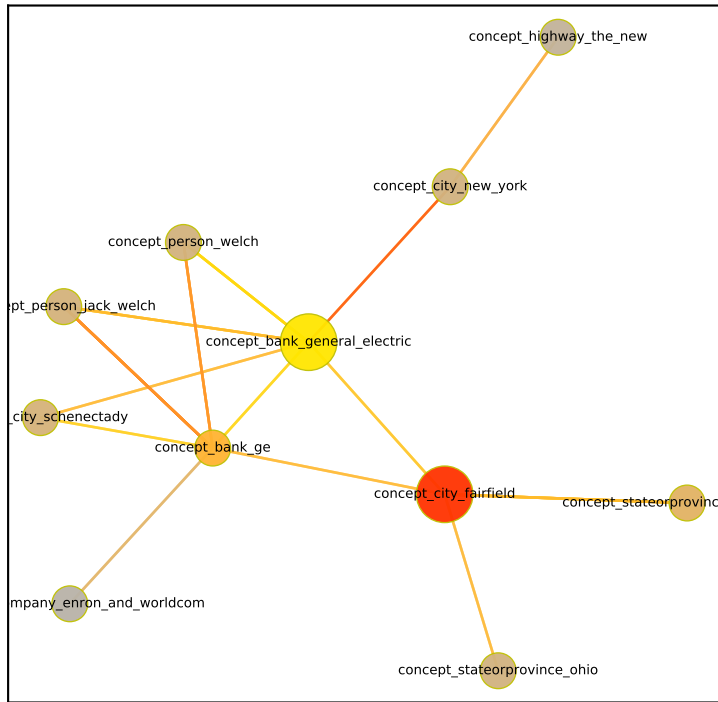 concept_highway_the_new
concept_city_new_york
concept_person_welch
ept_person_jack_welch
concept_bank_general_electric
_city_schenectady
concept_bank_ge
concept_city_fairfield
concept_stateorprovinc
mpany_enron_and_worldcom
concept_stateorprovince_ohio